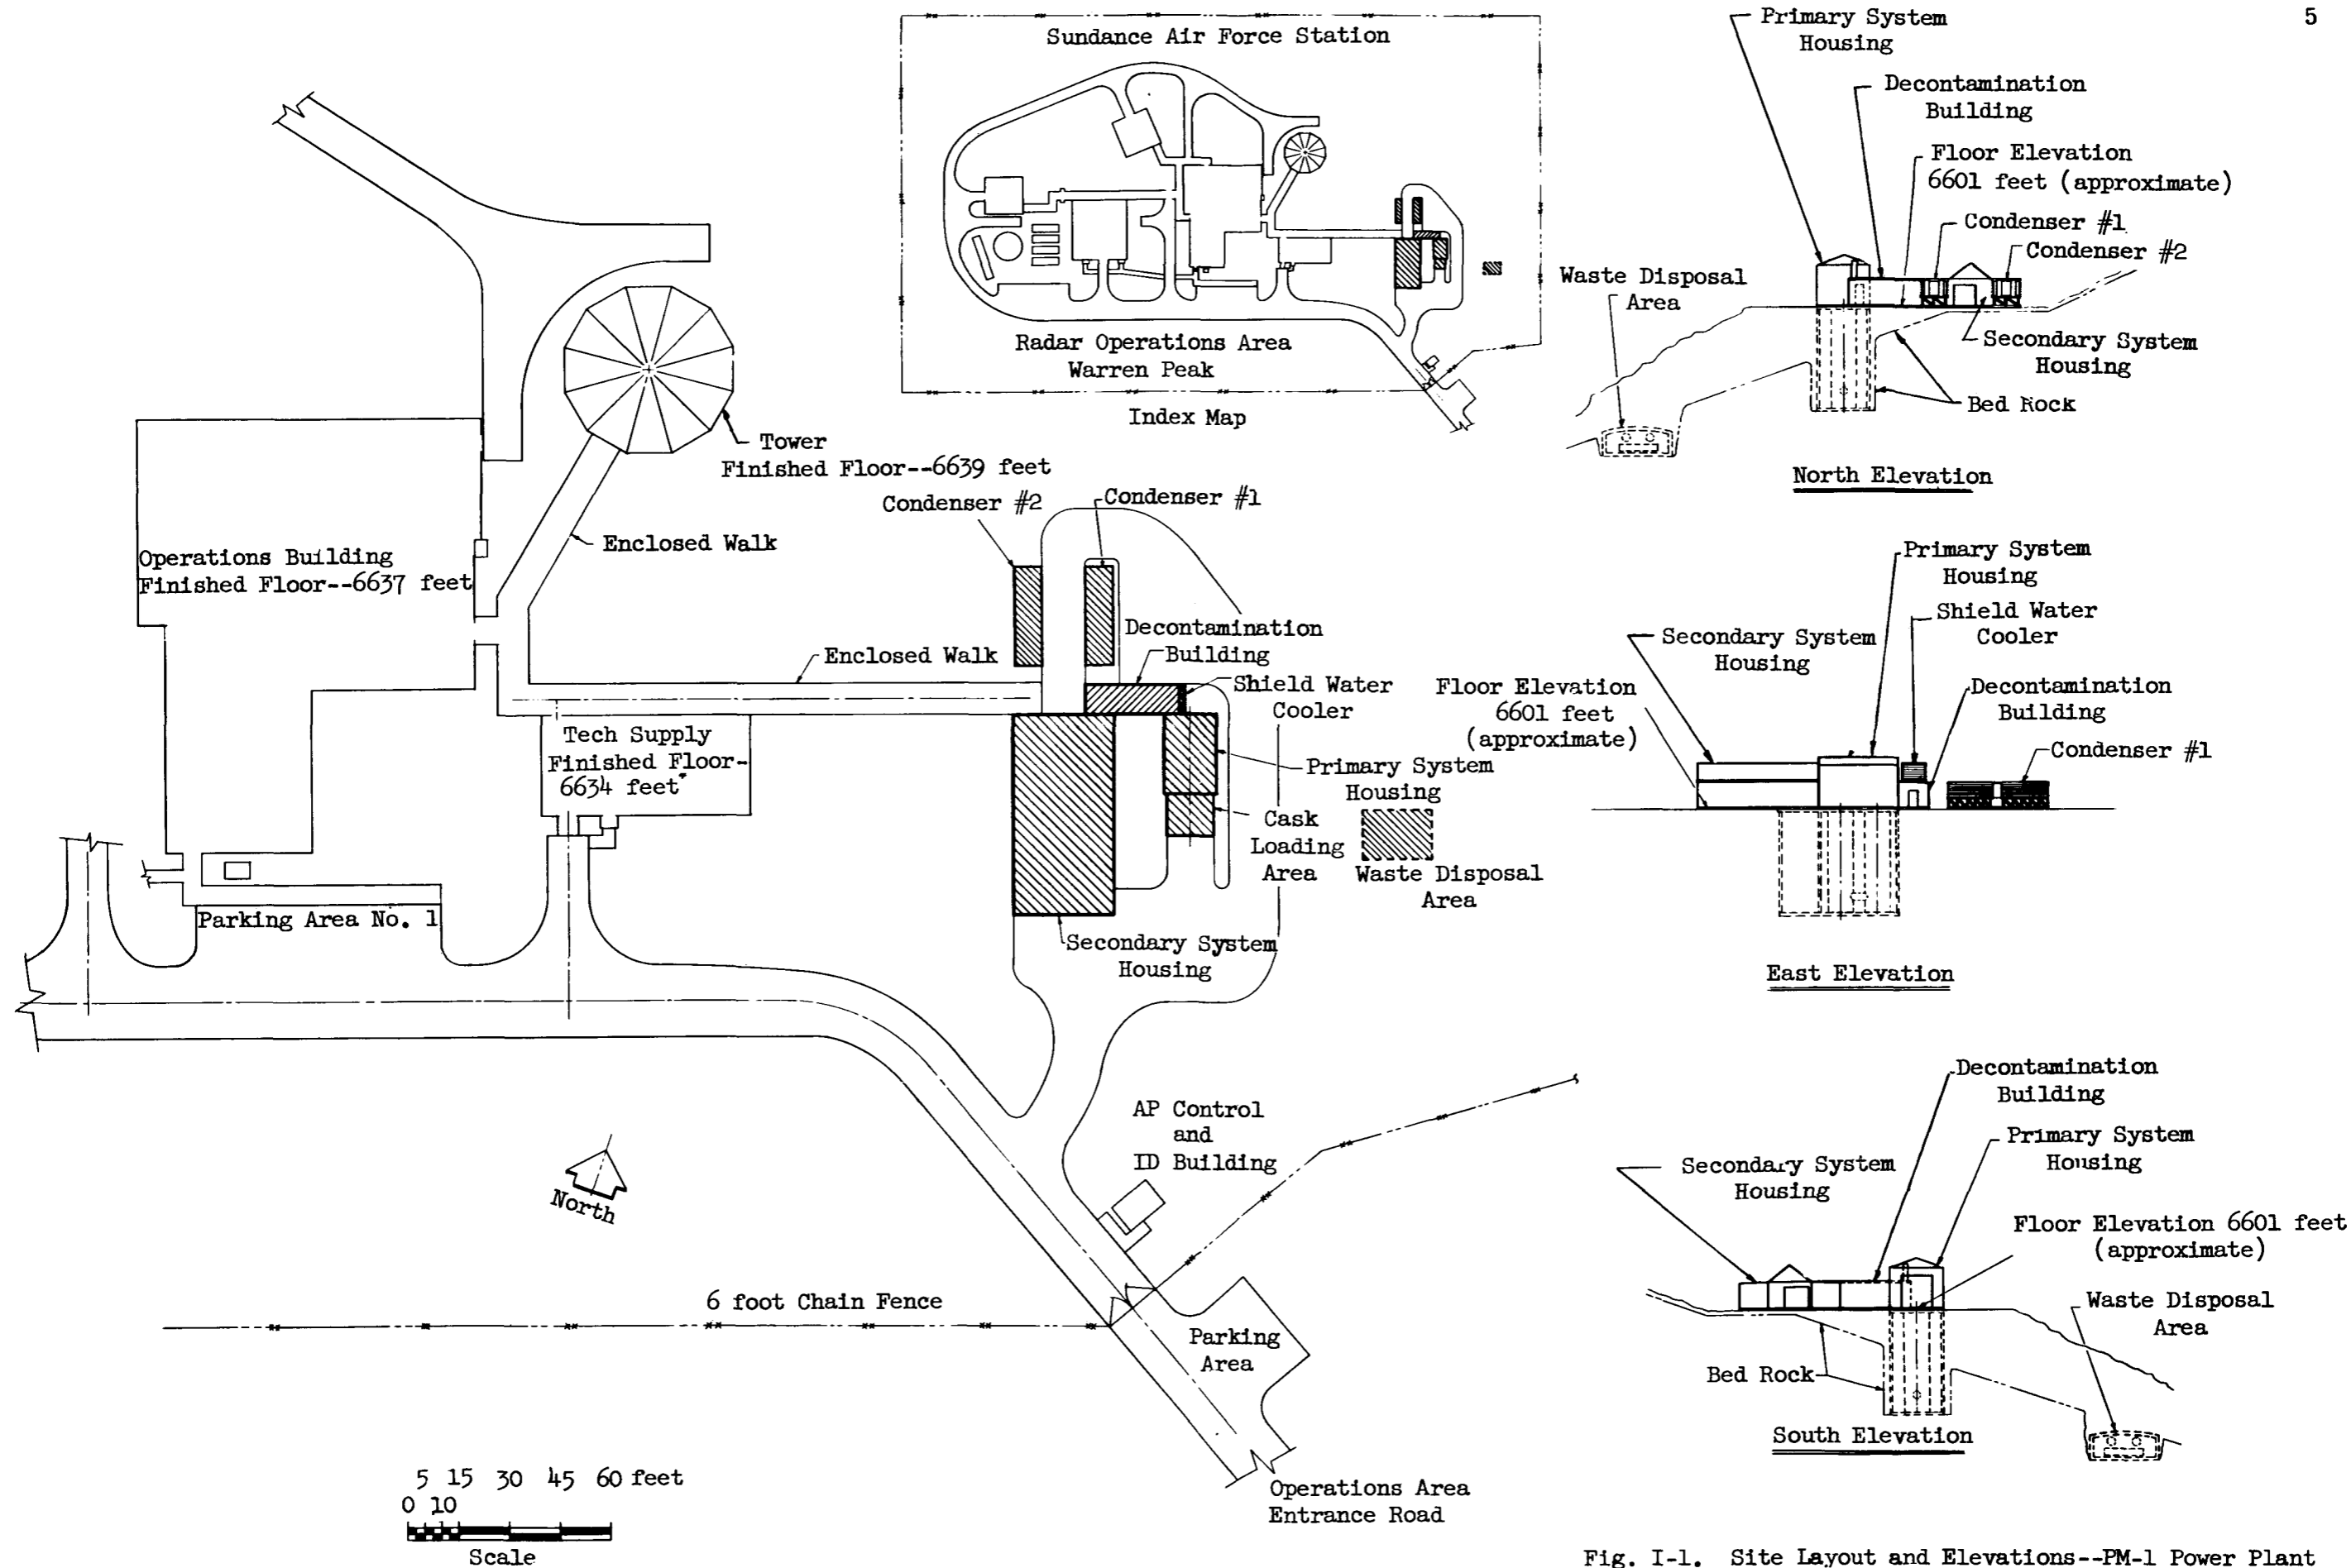 5
Sundance Air Force Station
Radar Operations Area
Warren Peak
Index Map
Tower
Finished Floor--6639 feet
Condenser #2
Condenser #1
Enclosed Walk
Operations Building
Finished Floor--6637 feet
Decontamination
Building
Enclosed Walk
Shield Water
Cooler
Tech Supply
Finished Floor-
6634 feet
Primary System
Housing
Cask
Loading
Area
Waste Disposal
Area
Parking Area No. 1
Secondary System
Housing
AP Control
and
ID Building
North
6 foot Chain Fence
Parking
Area
Operations Area
Entrance Road
5 15 30 45 60 feet
0 10
Scale
Primary System
Housing
Decontamination
Building
Floor Elevation
6601 feet (approximate)
Condenser #1
Condenser #2
Waste Disposal
Area
Secondary System
Housing
Bed Rock
North Elevation
Primary System
Housing
Shield Water
Cooler
Secondary System
Housing
Floor Elevation
6601 feet
(approximate)
Decontamination
Building
Condenser #1
East Elevation
Decontamination
Building
Primary System
Housing
Secondary System
Housing
Floor Elevation 6601 feet
(approximate)
Waste Disposal
Area
Bed Rock
South Elevation
Fig. I-1. Site Layout and Elevations--PM-1 Power Plant